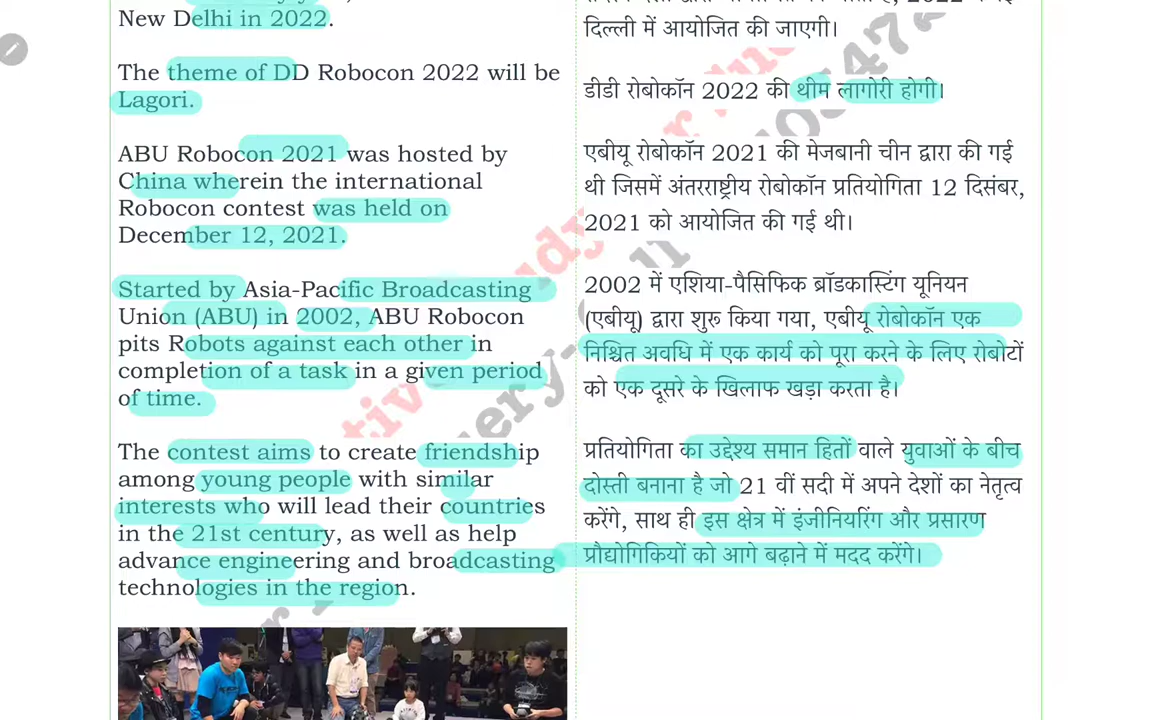 New Delhi in 2022.
The theme of DD Robocon 2022 will be
Lagori.
ABU Robocon 2021 was hosted by
China wherein the international
Robocon contest was held on
December 12, 2021.
Started by Asia-Pacific Broadcasting
Union (ABU) in 2002, ABU Robocon
pits Robots against each other in
completion of a task in a given period
of time.
The contest aims to create friendship
among young people with similar
interests who will lead their countries
in the 21st century, as well as help
advance engineering and broadcasting
technologies in the region.
दिल्ली में आयोजित की जाएगी।
डीडी रोबोकॉन 2022 की थीम लागोरी होगी।
एबीयू रोबोकॉन 2021 की मेजबानी चीन द्वारा की गई
थी जिसमें अंतरराष्ट्रीय रोबोकॉन प्रतियोगिता 12 दिसंबर,
2021 को आयोजित की गई थी।
2002 में एशिया-पैसिफिक ब्रॉडकास्टिंग यूनियन
(एबीयू) द्वारा शुरू किया गया, एबीयू रोबोकॉन एक
निश्चित अवधि में एक कार्य को पूरा करने के लिए रोबोटों
को एक दूसरे के खिलाफ खड़ा करता है।
प्रतियोगिता का उद्देश्य समान हितों वाले युवाओं के बीच
दोस्ती बनाना है जो 21 वीं सदी में अपने देशों का नेतृत्व
करेंगे, साथ ही इस क्षेत्र में इंजीनियरिंग और प्रसारण
प्रौद्योगिकियों को आगे बढ़ाने में मदद करेंगे।